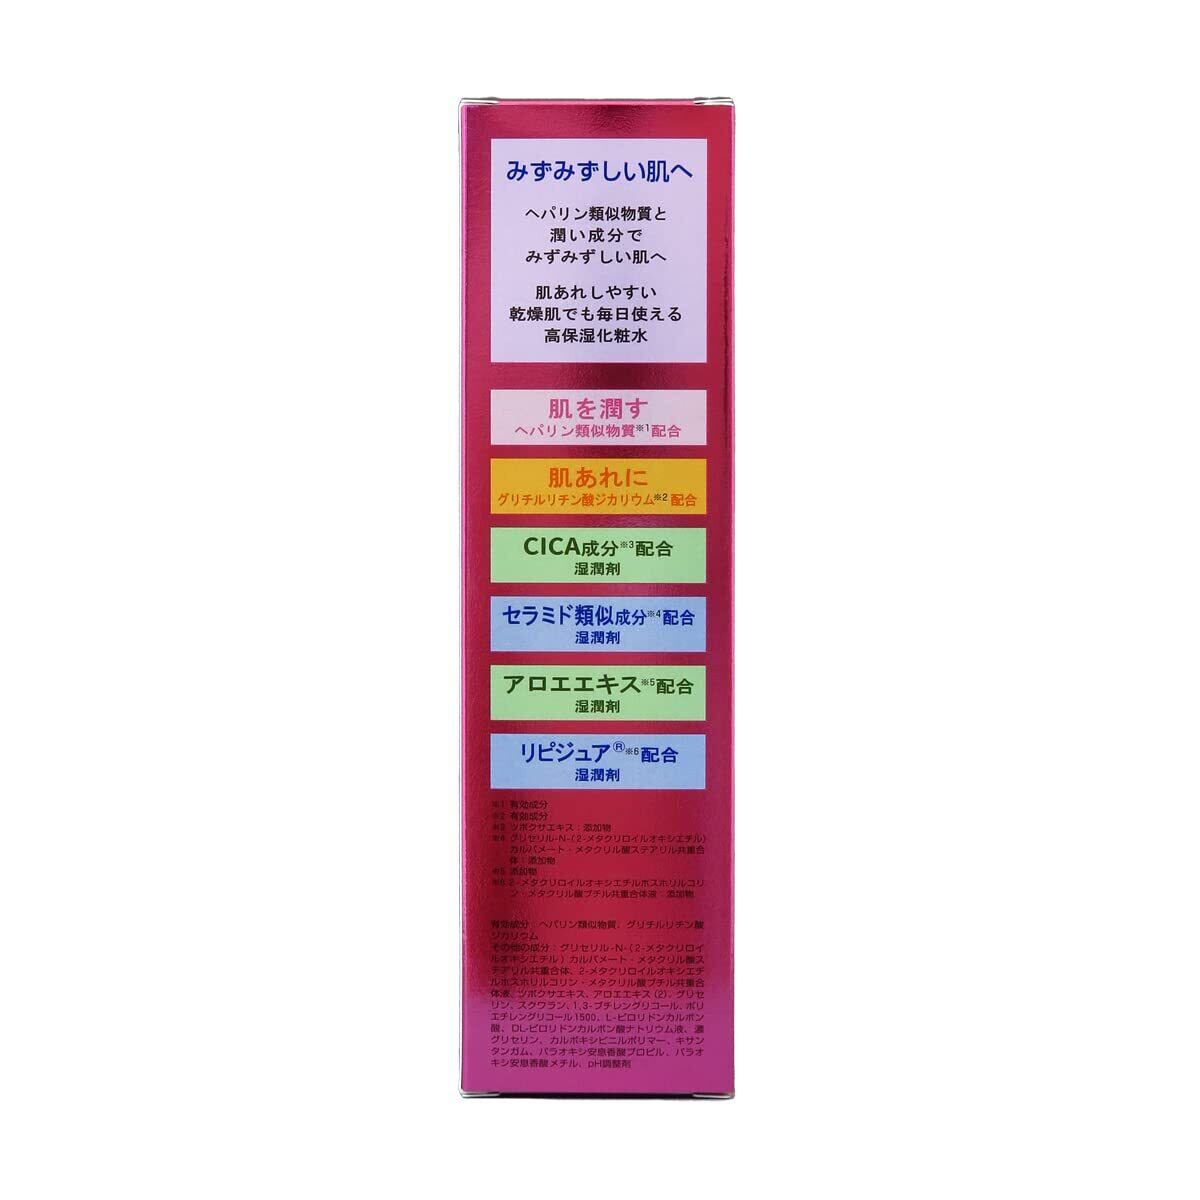 みずみずしい肌へ
ヘパリン類似物質と
潤い成分で
みずみずしい肌へ
肌あれしやすい
乾燥肌でも毎日使える
高保湿化粧水
肌を潤す
ヘパリン類似物質※1配合
肌あれに
グリチルリチン酸ジカリウム※2配合
CICA成分※3配合
湿潤剤
セラミド類似成分※4配合
湿潤剤
アロエエキス※5配合
湿潤剤
リピジュア®※6配合
湿潤剤
※1 有効成分
※2 有効成分
※3 ツボクサエキス：添加物
※4 グリセリル-N-(2-メタクリロイルオキシエチル)
カルバメート・メタクリル酸ステアリル共重合
体：添加物
※5 添加物
※6 2-メタクリロイルオキシエチルホスホリルコリ
ン・メタクリル酸ブチル共重合体液：添加物
有効成分：ヘパリン類似物質、グリチルリチン酸
ジカリウム
その他の成分：グリセリル-N-(2-メタクリロイ
ルオキシエチル)カルバメート・メタクリル酸ス
テアリル共重合体、2-メタクリロイルオキシエチ
ルホスホリルコリン・メタクリル酸ブチル共重合
体液、ツボクサエキス、アロエエキス(2)、グリセ
リン、スクワラン、1,3-ブチレングリコール、ポリ
エチレングリコール1500、L-ピロリドンカルボン
酸、DL-ピロリドンカルボン酸ナトリウム液、濃
グリセリン、カルボキシビニルポリマー、キサン
タンガム、パラオキシ安息香酸プロピル、パラオ
キシ安息香酸メチル、pH調整剤